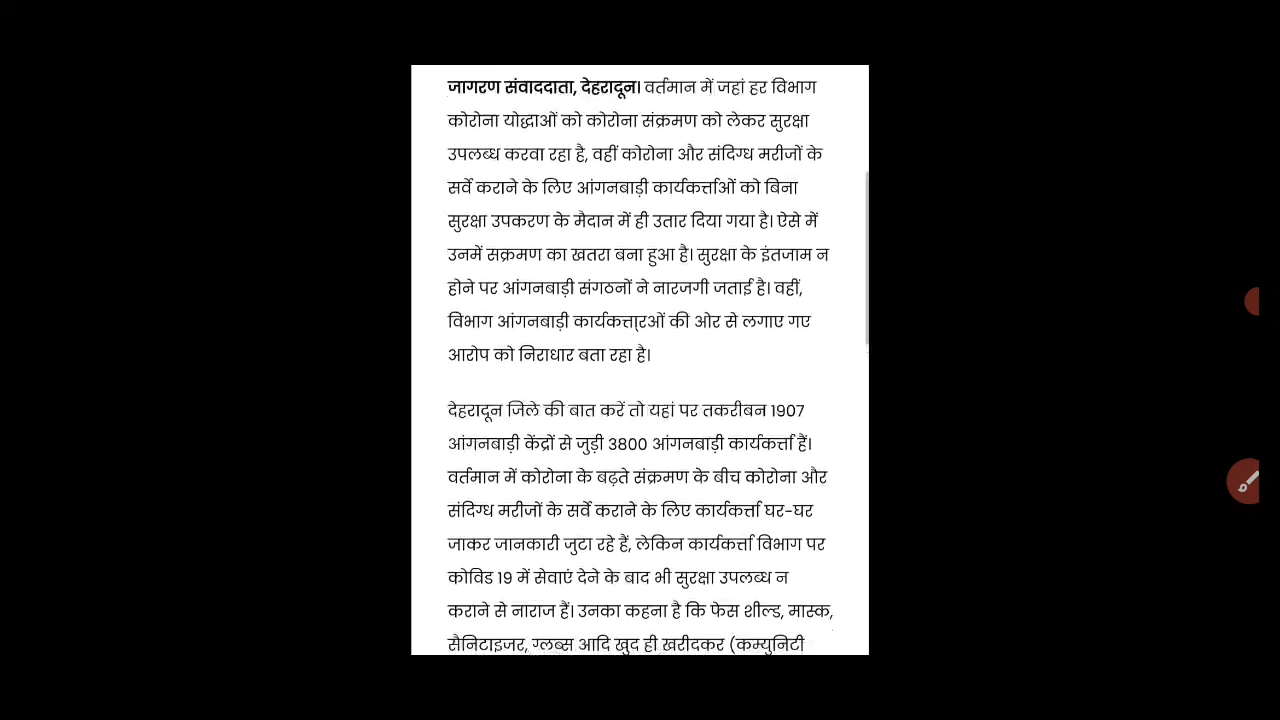 जागरण संवाददाता, देहरादून। वर्तमान में जहां हर विभाग
कोरोना योद्धाओं को कोरोना संक्रमण को लेकर सुरक्षा
उपलब्ध करवा रहा है, वहीं कोरोना और संदिग्ध मरीजों के
सर्वे कराने के लिए आंगनबाड़ी कार्यकर्त्ताओं को बिना
सुरक्षा उपकरण के मैदान में ही उतार दिया गया है। ऐसे में
उनमें सक्रमण का खतरा बना हुआ है। सुरक्षा के इंतजाम न
होने पर आंगनबाड़ी संगठनों ने नारजगी जताई है। वहीं,
विभाग आंगनबाड़ी कार्यकत्ता्रओं की ओर से लगाए गए
आरोप को निराधार बता रहा है।
देहरादून जिले की बात करें तो यहां पर तकरीबन 1907
आंगनबाड़ी केंद्रों से जुड़ी 3800 आंगनबाड़ी कार्यकर्त्ता हैं।
वर्तमान में कोरोना के बढ़ते संक्रमण के बीच कोरोना और
संदिग्ध मरीजों के सर्वे कराने के लिए कार्यकर्त्ता घर-घर
जाकर जानकारी जुटा रहे हैं, लेकिन कार्यकर्त्ता विभाग पर
कोविड 19 में सेवाएं देने के बाद भी सुरक्षा उपलब्ध न
कराने से नाराज हैं। उनका कहना है कि फेस शील्ड, मास्क,
सैनिटाइजर, ग्लब्स आदि खुद ही खरीदकर (कम्युनिटी